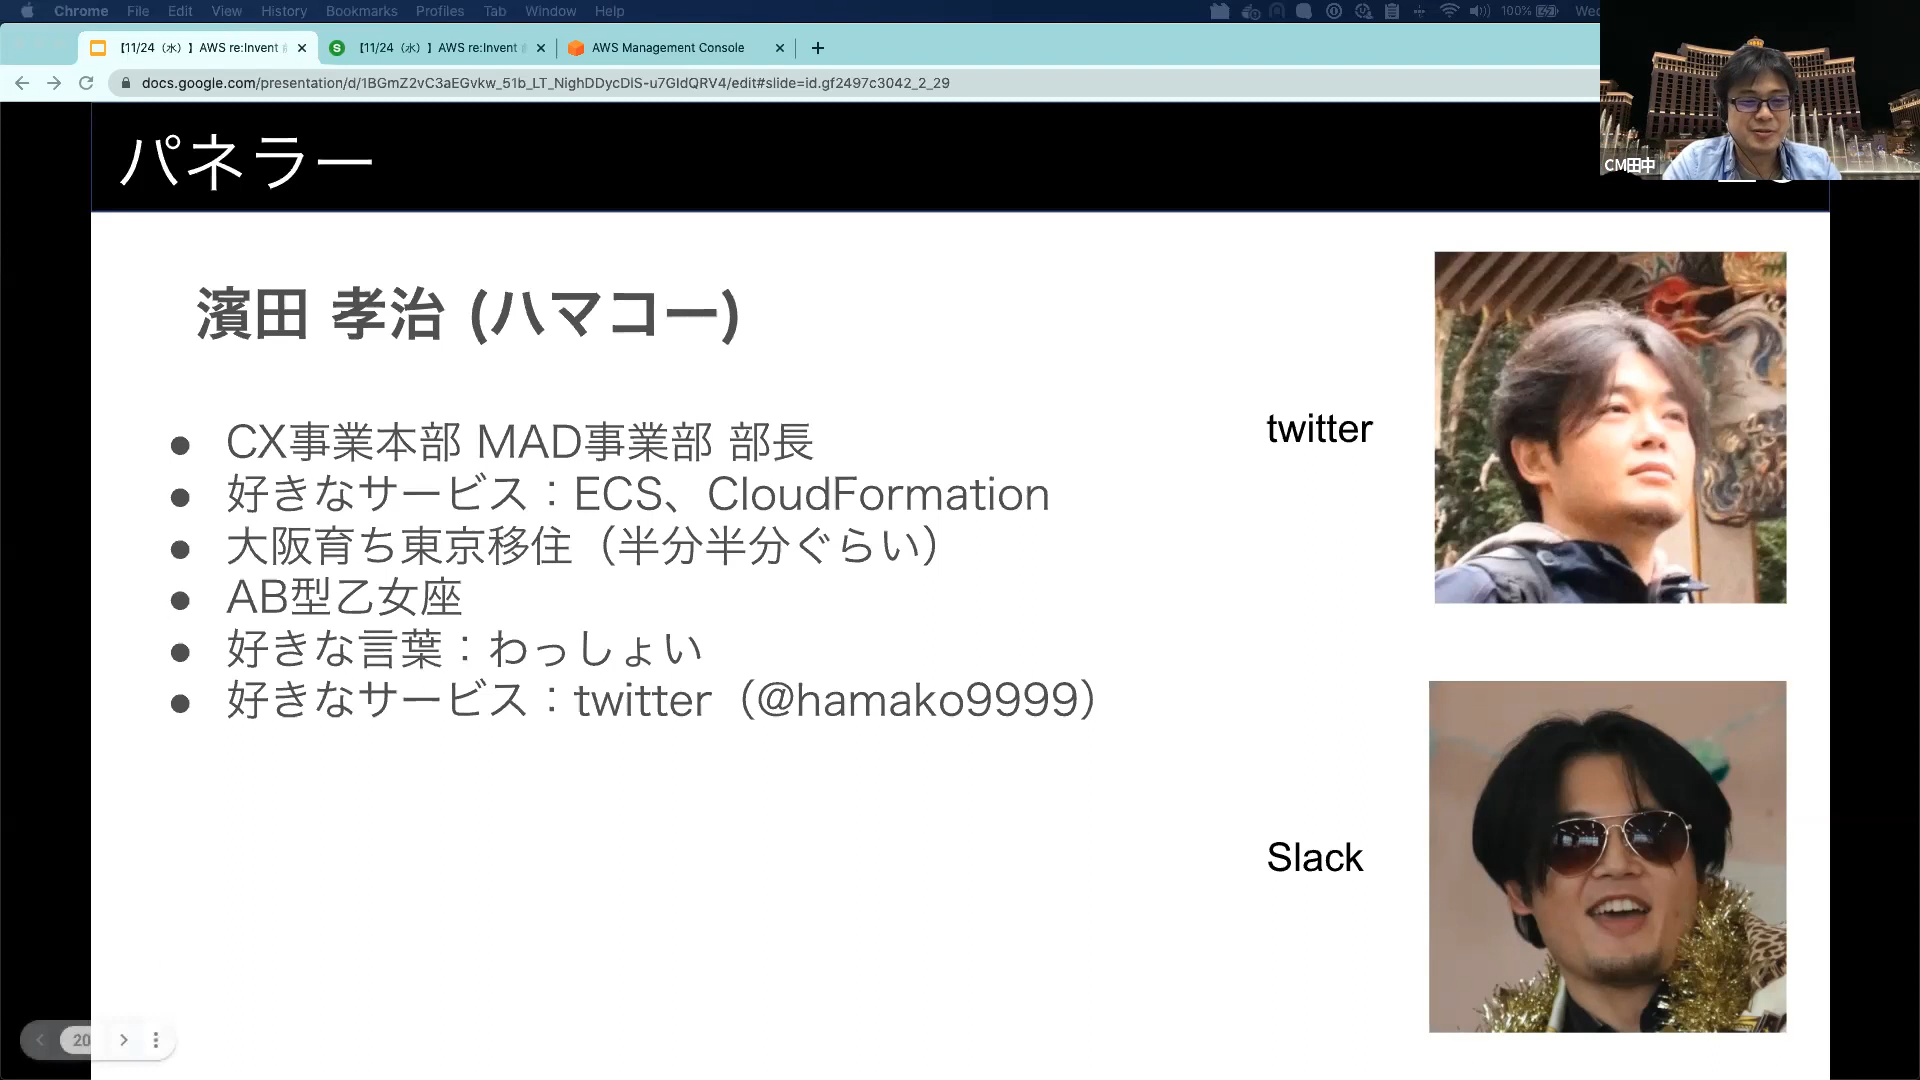 Chrome File Edit View History Bookmarks Profiles Tab Window Help 100% Wed
【11/24（水）】AWS re:Invent
【11/24（水）】AWS re:Invent
AWS Management Console
docs.google.com/presentation/d/1BGmZ2vC3aEGvkw_51b_LT_NighDDycDiS-u7GIdQRV4/edit#slide=id.gf2497c3042_2_29
CM田中
パネラー
濱田 孝治 (ハマコー)
● CX事業本部 MAD事業部 部長
● 好きなサービス：ECS、CloudFormation
● 大阪育ち東京移住（半分半分ぐらい）
● AB型乙女座
● 好きな言葉：わっしょい
● 好きなサービス：twitter（@hamako9999）
twitter
Slack
20